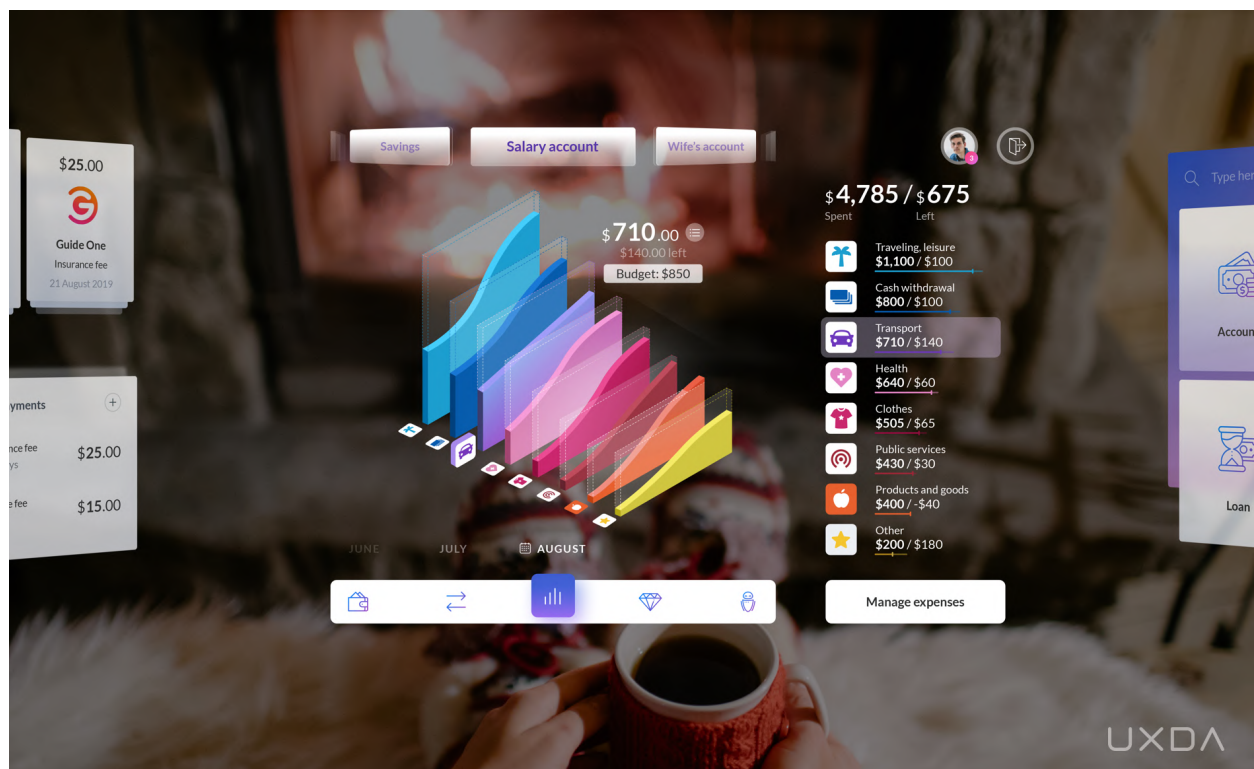 $25.00
Guide One
Insurance fee
21 August 2019
yments
nce fee
ys
$25.00
e fee
$15.00
Savings
Salary account
Wife's account
3
$710.00
$140.00 left
Budget: $850
JUNE
JULY
AUGUST
$4,785 / $675
Spent
Left
Traveling, leisure
$1,100 / $100
Cash withdrawal
$800 / $100
Transport
$710 / $140
Health
$640 / $60
Clothes
$505 / $65
Public services
$430 / $30
Products and goods
$400 / -$40
Other
$200 / $180
Manage expenses
Type her
Accoun
Loan
UXDA